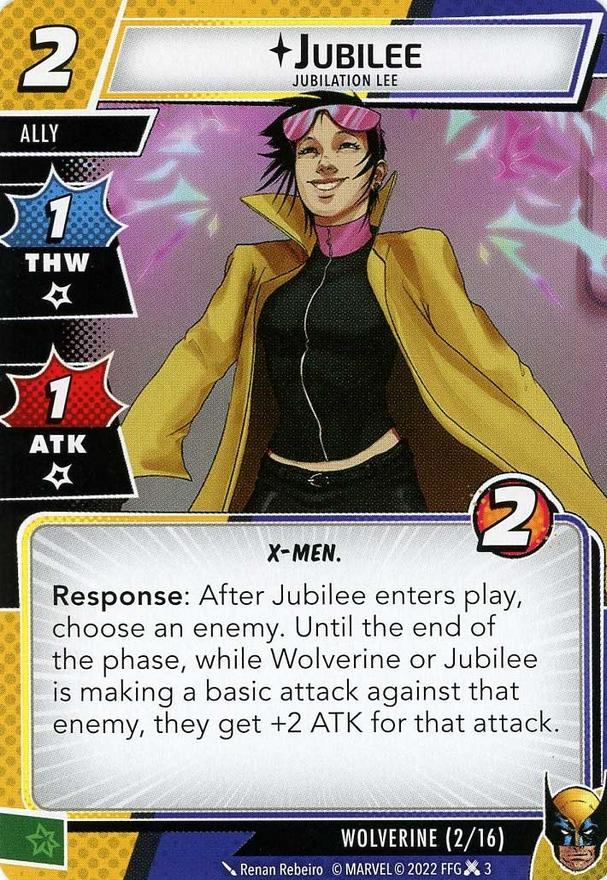 2
JUBILEE
JUBILATION LEE
ALLY
1
THW
1
ATK
2
X-MEN.
Response: After Jubilee enters play,
choose an enemy. Until the end of
the phase, while Wolverine or Jubilee
is making a basic attack against that
enemy, they get +2 ATK for that attack.
WOLVERINE (2/16)
Renan Rebeiro © MARVEL © 2022 FFG 3